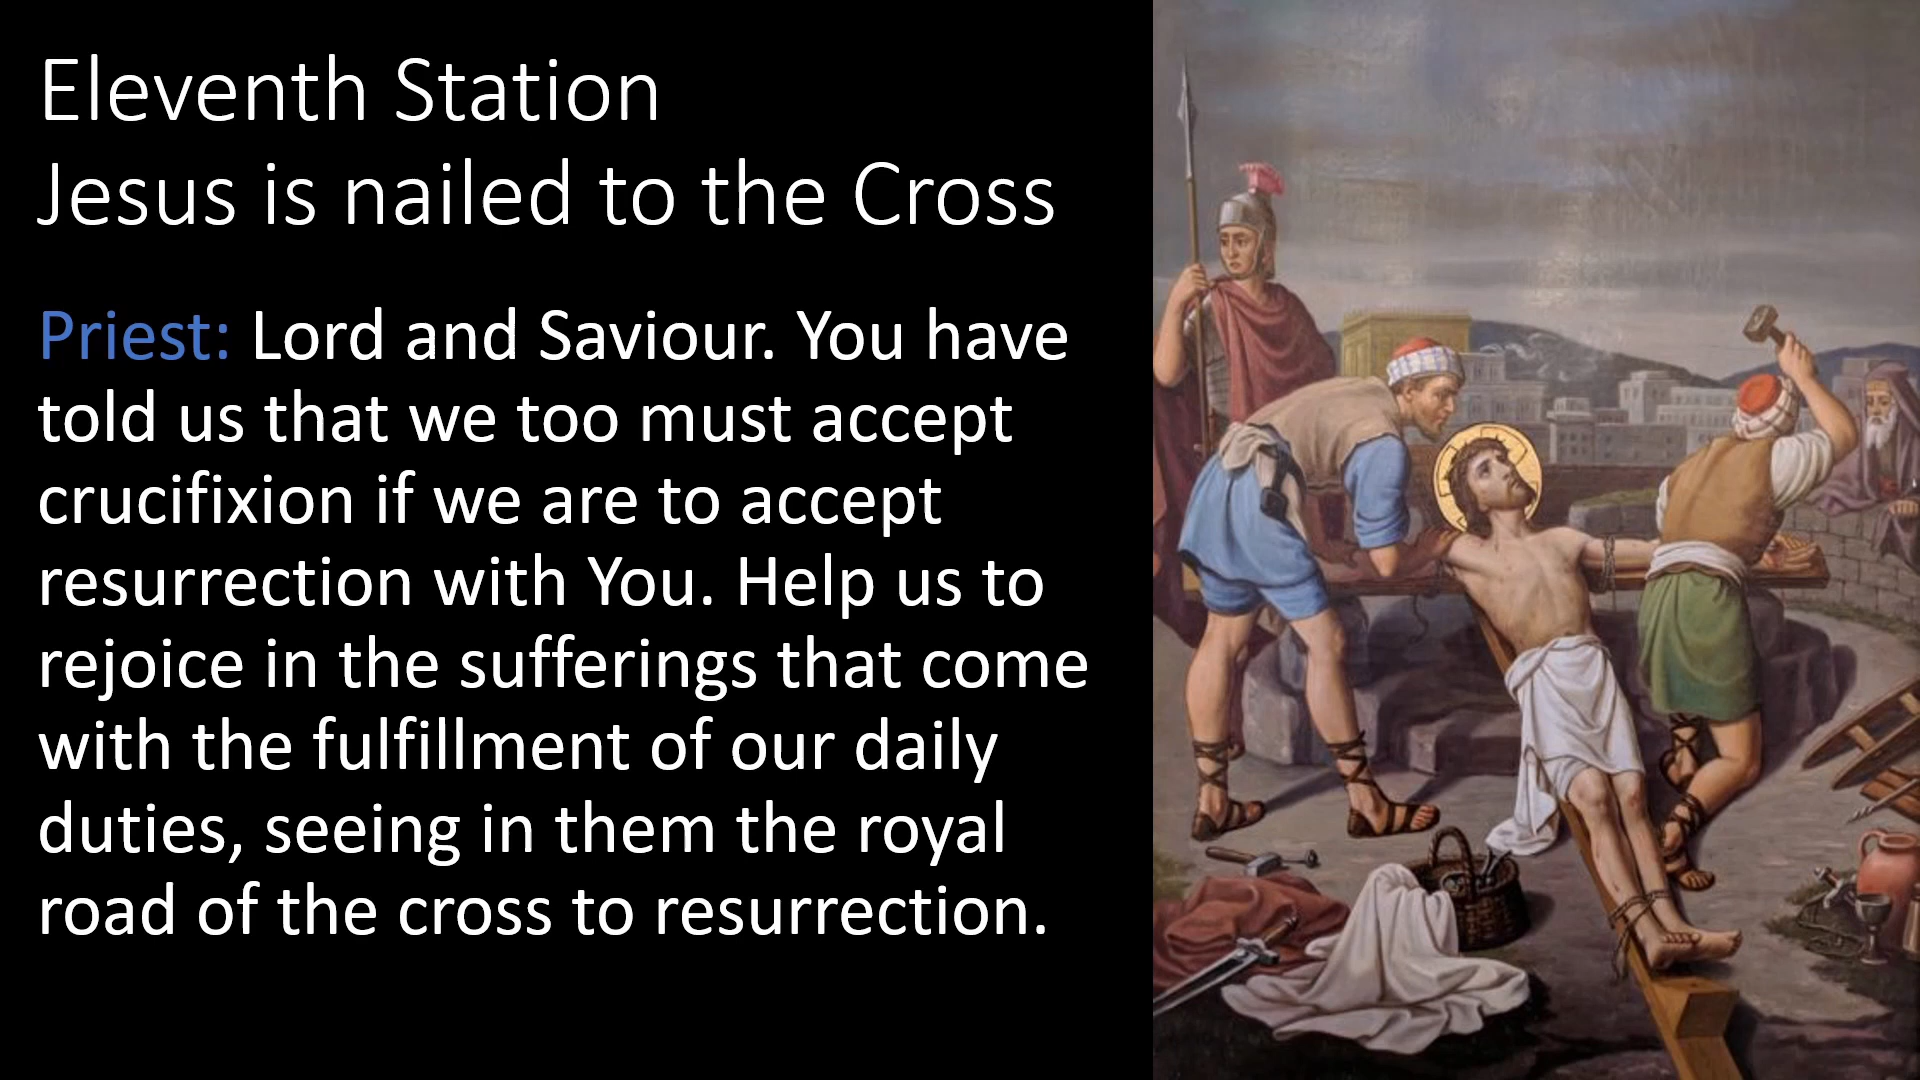 Eleventh Station
Jesus is nailed to the Cross
Priest: Lord and Saviour. You have
told us that we too must accept
crucifixion if we are to accept
resurrection with You. Help us to
rejoice in the sufferings that come
with the fulfillment of our daily
duties, seeing in them the royal
road of the cross to resurrection.